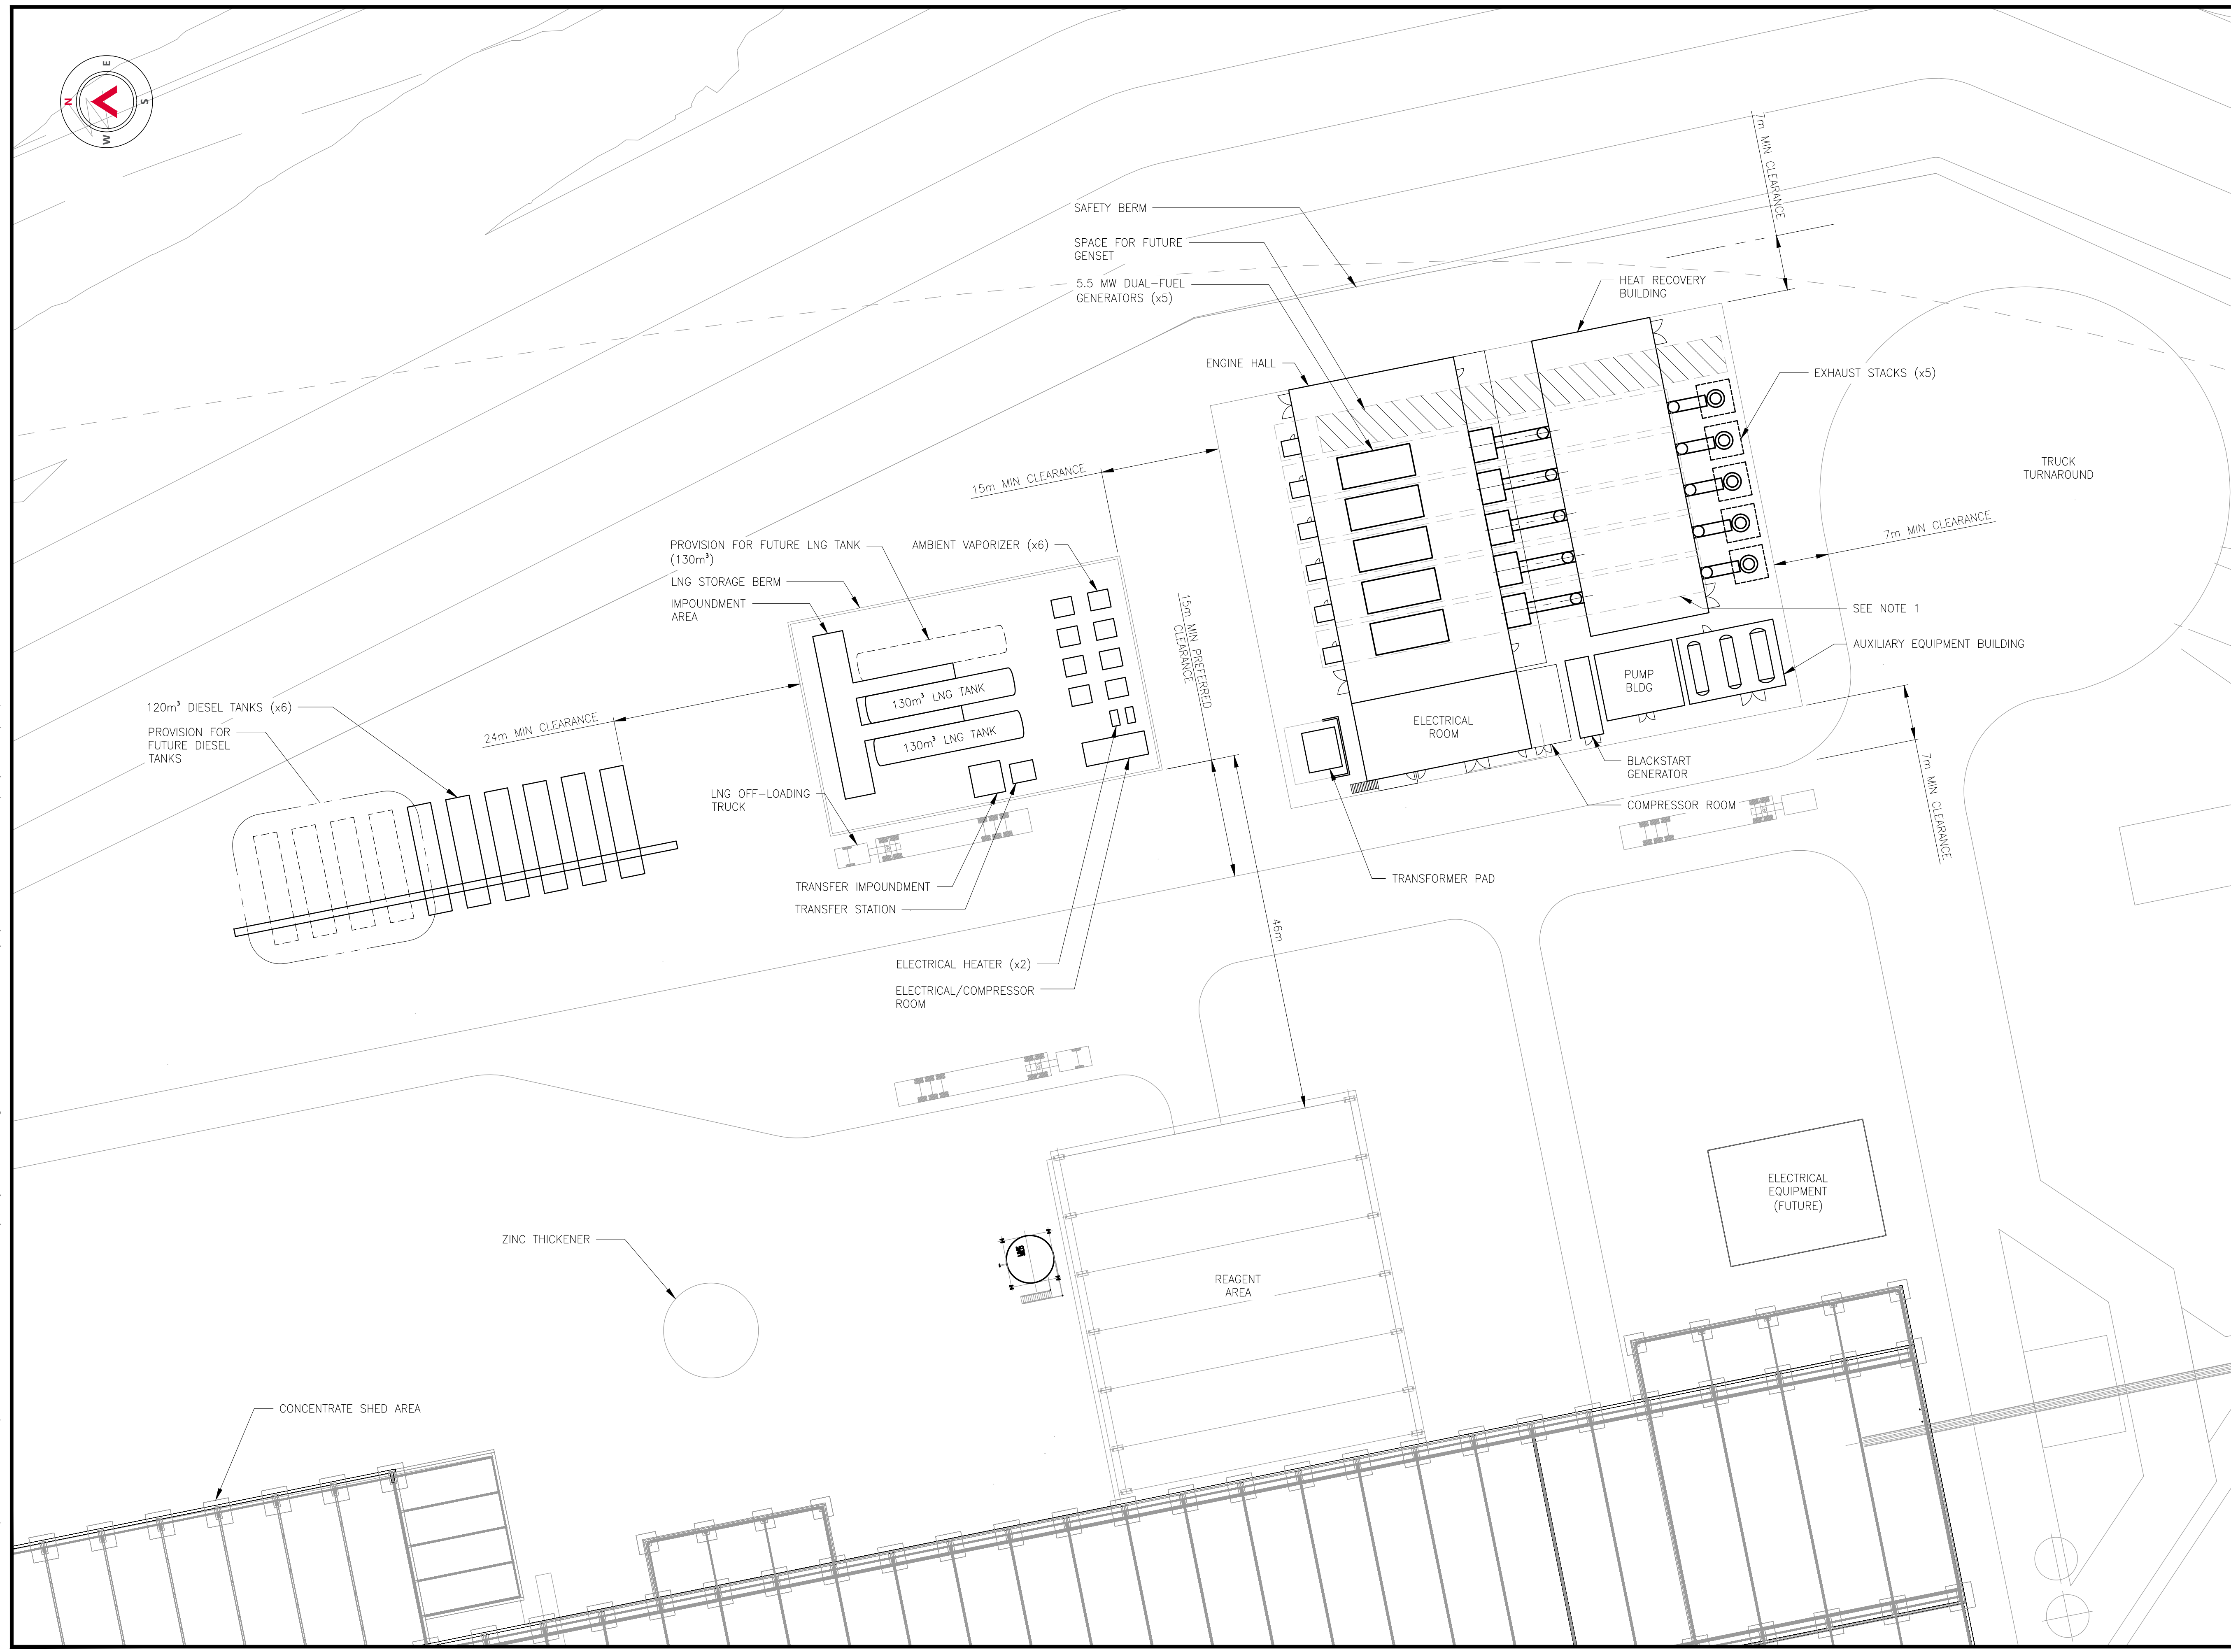 E
N
S
W
7m MIN CLEARANCE
SAFETY BERM
SPACE FOR FUTURE
GENSET
5.5 MW DUAL-FUEL
GENERATORS (x5)
HEAT RECOVERY
BUILDING
ENGINE HALL
EXHAUST STACKS (x5)
TRUCK
TURNAROUND
15m MIN CLEARANCE
7m MIN CLEARANCE
PROVISION FOR FUTURE LNG TANK
(130m³)
AMBIENT VAPORIZER (x6)
LNG STORAGE BERM
IMPOUNDMENT
AREA
15m MIN PREFERRED
CLEARANCE
SEE NOTE 1
AUXILIARY EQUIPMENT BUILDING
PUMP
BLDG
130m³ LNG TANK
130m³ LNG TANK
120m³ DIESEL TANKS (x6)
PROVISION FOR
FUTURE DIESEL
TANKS
24m MIN CLEARANCE
ELECTRICAL
ROOM
BLACKSTART
GENERATOR
LNG OFF-LOADING
TRUCK
COMPRESSOR ROOM
7m MIN CLEARANCE
TRANSFER IMPOUNDMENT
TRANSFORMER PAD
TRANSFER STATION
46m
ELECTRICAL HEATER (x2)
ELECTRICAL/COMPRESSOR
ROOM
ELECTRICAL
EQUIPMENT
(FUTURE)
ZINC THICKENER
REAGENT
AREA
CONCENTRATE SHED AREA